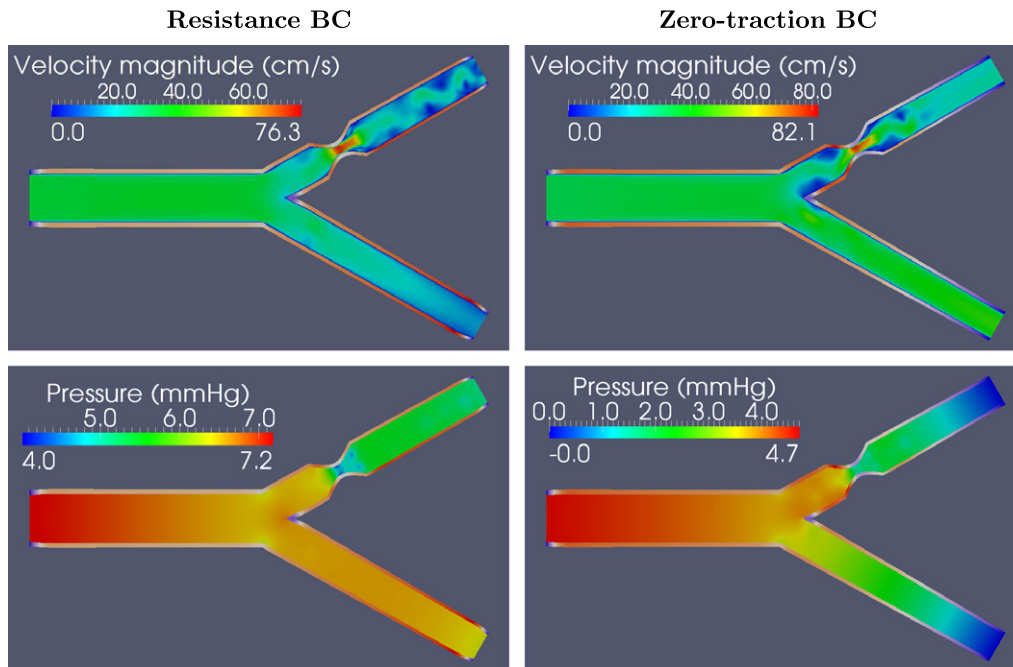 Resistance BC
Zero-traction BC
Velocity magnitude (cm/s)
20.0 40.0 60.0
0.0 76.3
Velocity magnitude (cm/s)
20.0 40.0 60.0 80.0
0.0 82.1
Pressure (mmHg)
5.0 6.0 7.0
4.0 7.2
Pressure (mmHg)
0.0 1.0 2.0 3.0 4.0
-0.0 4.7